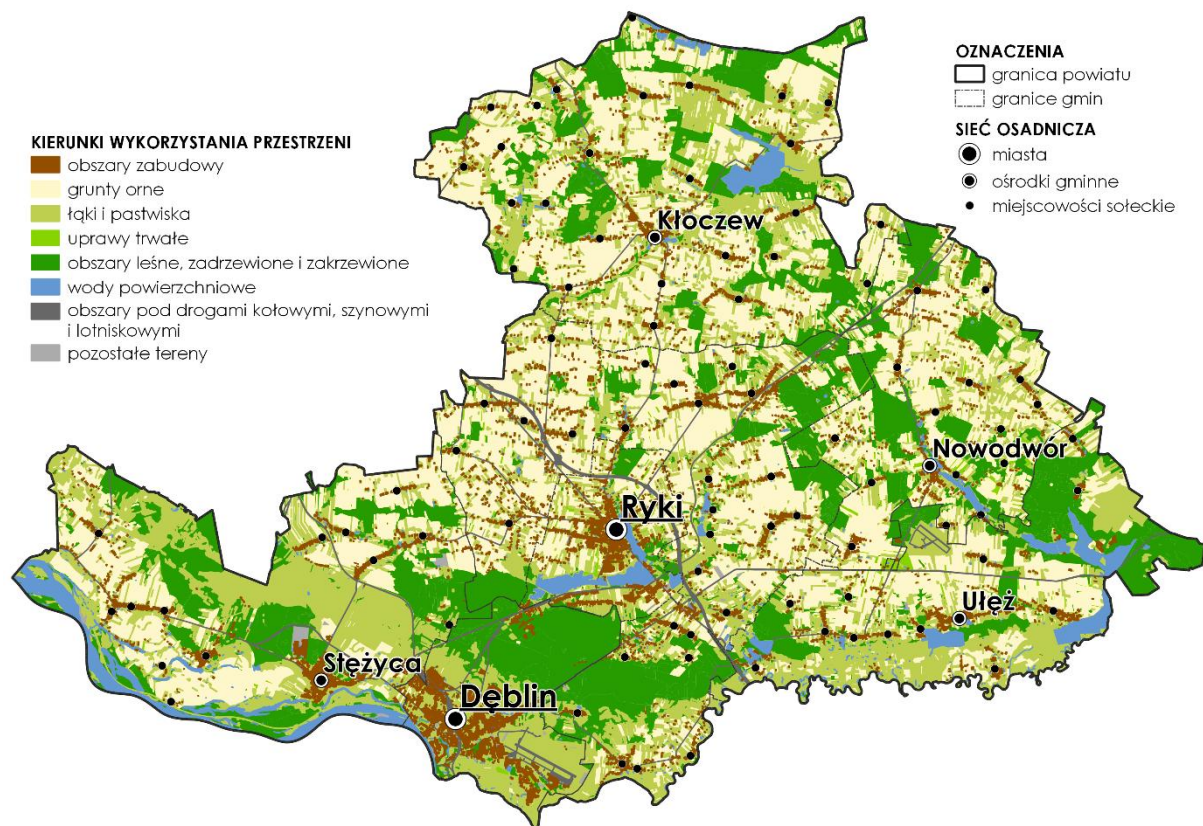 KIERUNKI WYKORZYSTANIA PRZESTRZENI
obszary zabudowy
grunty orne
łąki i pastwiska
uprawy trwałe
obszary leśne, zadrzewione i zakrzewione
wody powierzchniowe
obszary pod drogami kołowymi, szynowymi
i lotniskowymi
pozostałe tereny
OZNACZENIA
granica powiatu
granice gmin
SIEĆ OSADNICZA
miasta
ośrodki gminne
miejscowości sołeckie
Kłoczew
Nowodwór
Ryki
Ułęż
Stężyca
Dęblin